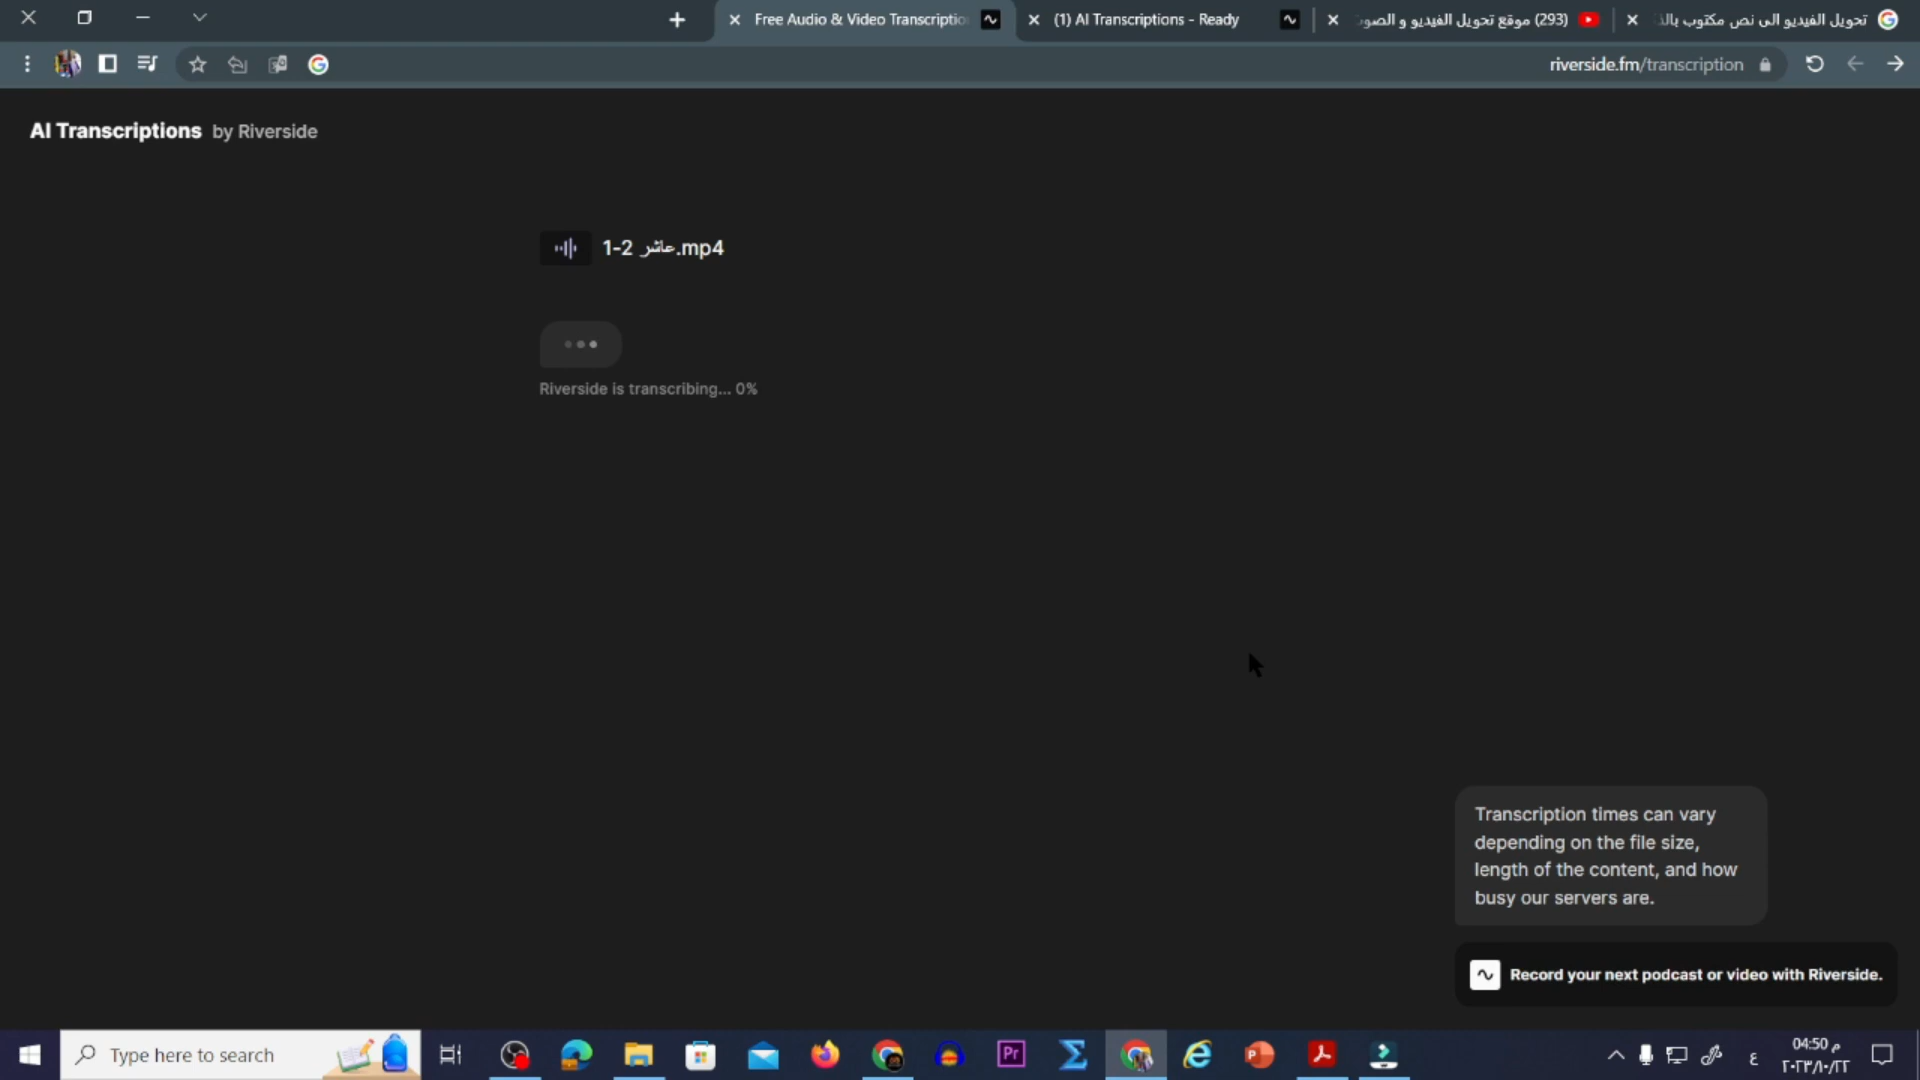 Free Audio & Video Transcriptio
(1) AI Transcriptions - Ready
(293) موقع تحويل الفيديو و الصو
تحويل الفيديو الى نص مكتوب بال
riverside.fm/transcription
AI Transcriptions by Riverside
1-2 عاشر.mp4
Riverside is transcribing... 0%
Transcription times can vary
depending on the file size,
length of the content, and how
busy our servers are.
Record your next podcast or video with Riverside.
Type here to search
Pr
ع
04:50 م
٢٠٢٣/١٠/٢٢